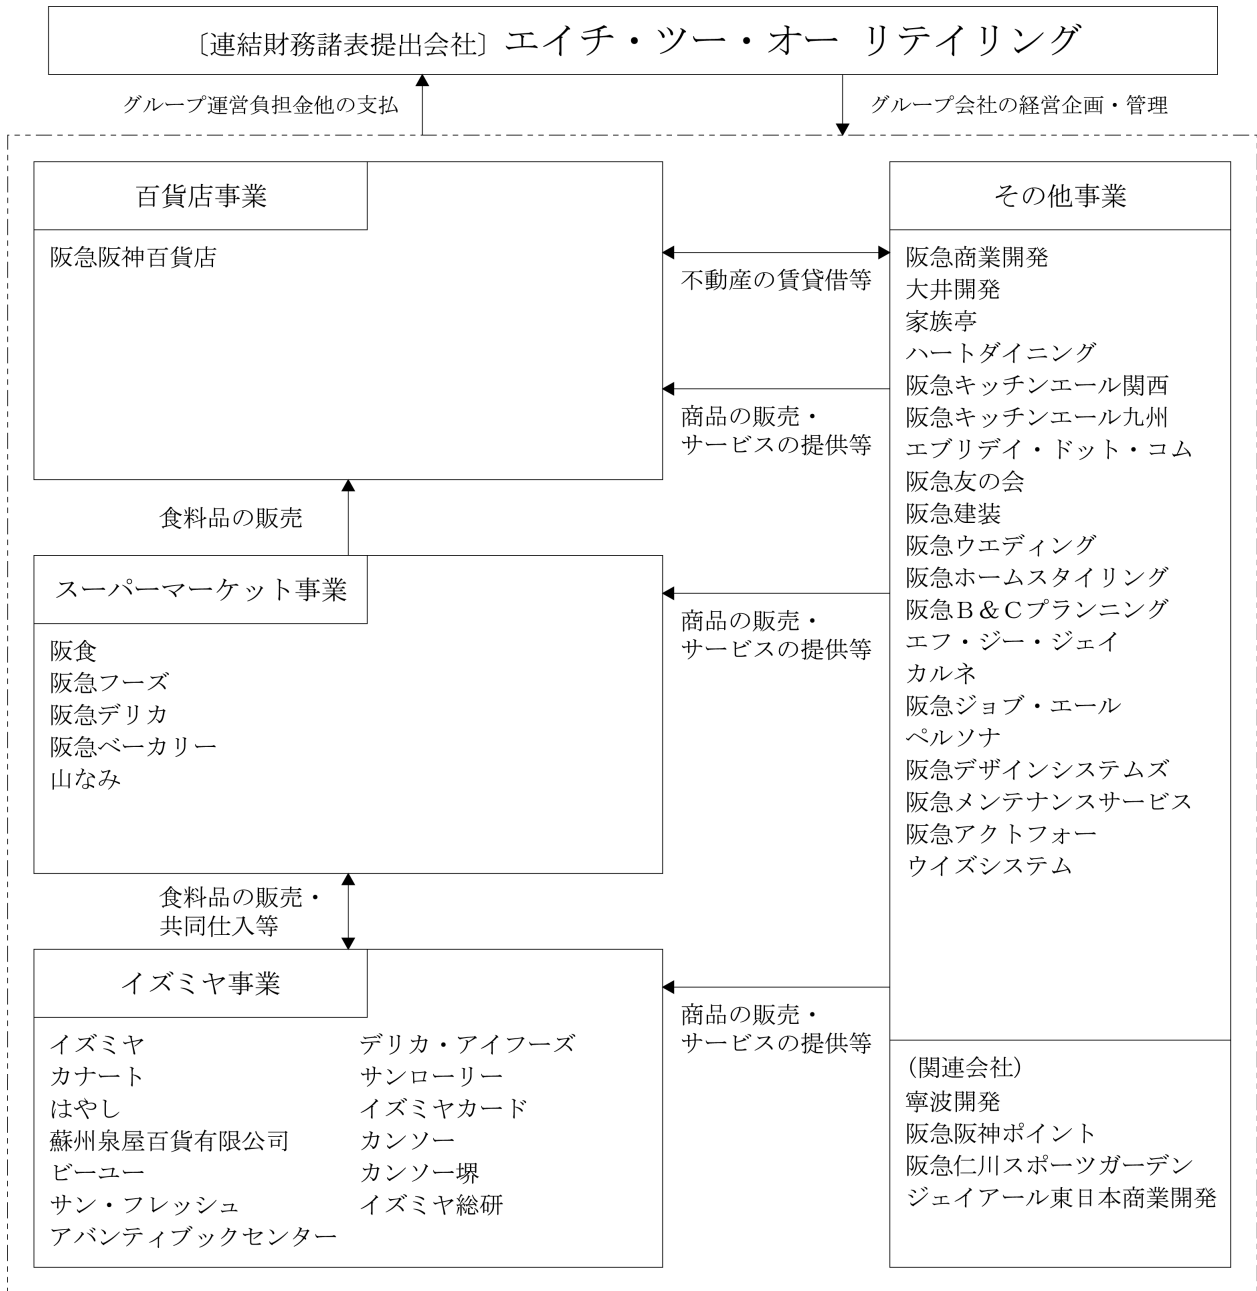 〔連結財務諸表提出会社〕エイチ・ツー・オー リテイリング
グループ運営負担金他の支払
グループ会社の経営企画・管理
百貨店事業
阪急阪神百貨店
不動産の賃貸借等
商品の販売・
サービスの提供等
食料品の販売
スーパーマーケット事業
阪食
阪急フーズ
阪急デリカ
阪急ベーカリー
山なみ
商品の販売・
サービスの提供等
食料品の販売・
共同仕入等
イズミヤ事業
イズミヤ
カナート
はやし
蘇州泉屋百貨有限公司
ビーユー
サン・フレッシュ
アバンティブックセンター
デリカ・アイフーズ
サンローリー
イズミヤカード
カンソー
カンソー堺
イズミヤ総研
商品の販売・
サービスの提供等
その他事業
阪急商業開発
大井開発
家族亭
ハートダイニング
阪急キッチンエール関西
阪急キッチンエール九州
エブリデイ・ドット・コム
阪急友の会
阪急建装
阪急ウエディング
阪急ホームスタイリング
阪急Ｂ＆Ｃプランニング
エフ・ジー・ジェイ
カルネ
阪急ジョブ・エール
ペルソナ
阪急デザインシステムズ
阪急メンテナンスサービス
阪急アクトフォー
ウイズシステム
(関連会社)
寧波開発
阪急阪神ポイント
阪急仁川スポーツガーデン
ジェイアール東日本商業開発